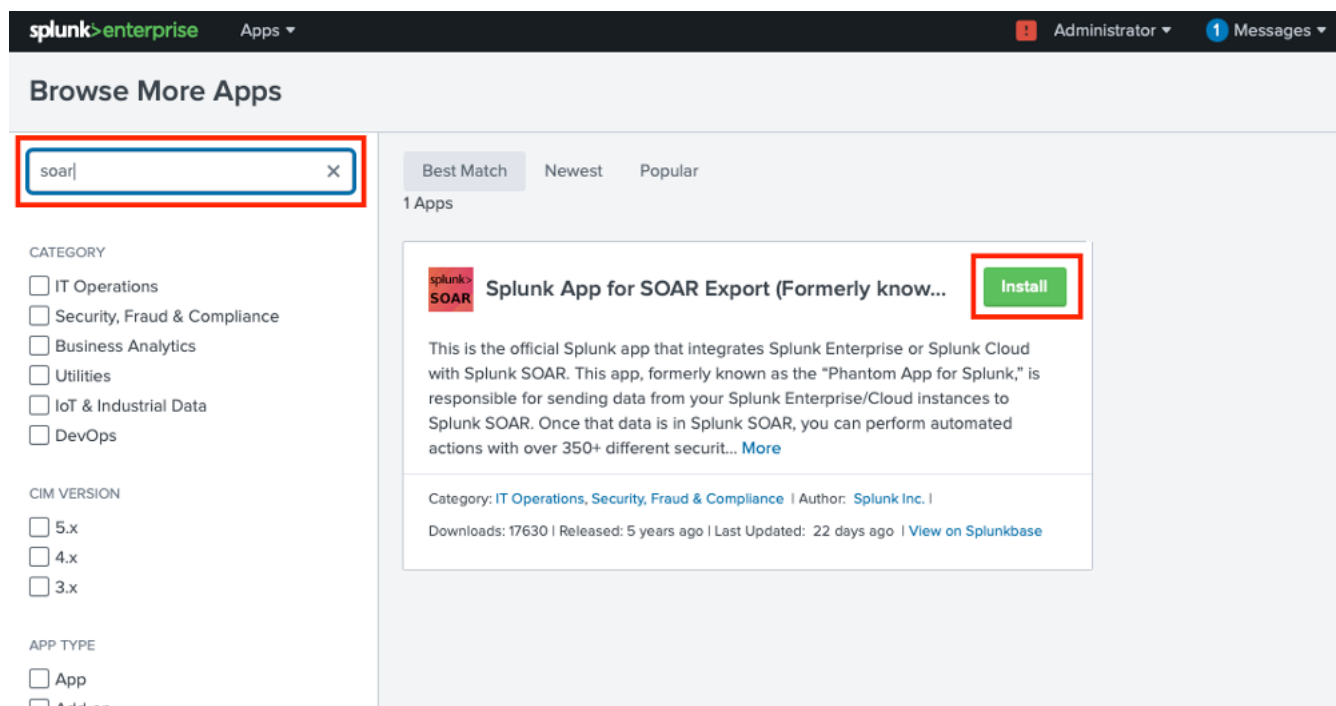 splunk>enterprise Apps ! Administrator 1 Messages
Browse More Apps
soar
CATEGORY
IT Operations
Security, Fraud & Compliance
Business Analytics
Utilities
IoT & Industrial Data
DevOps
CIM VERSION
5.x
4.x
3.x
APP TYPE
App
Add-on
Best Match Newest Popular
1 Apps
splunk>
SOAR
Splunk App for SOAR Export (Formerly know...
Install
This is the official Splunk app that integrates Splunk Enterprise or Splunk Cloud
with Splunk SOAR. This app, formerly known as the “Phantom App for Splunk,” is
responsible for sending data from your Splunk Enterprise/Cloud instances to
Splunk SOAR. Once that data is in Splunk SOAR, you can perform automated
actions with over 350+ different securit... More
Category: IT Operations, Security, Fraud & Compliance | Author: Splunk Inc. |
Downloads: 17630 | Released: 5 years ago | Last Updated: 22 days ago | View on Splunkbase